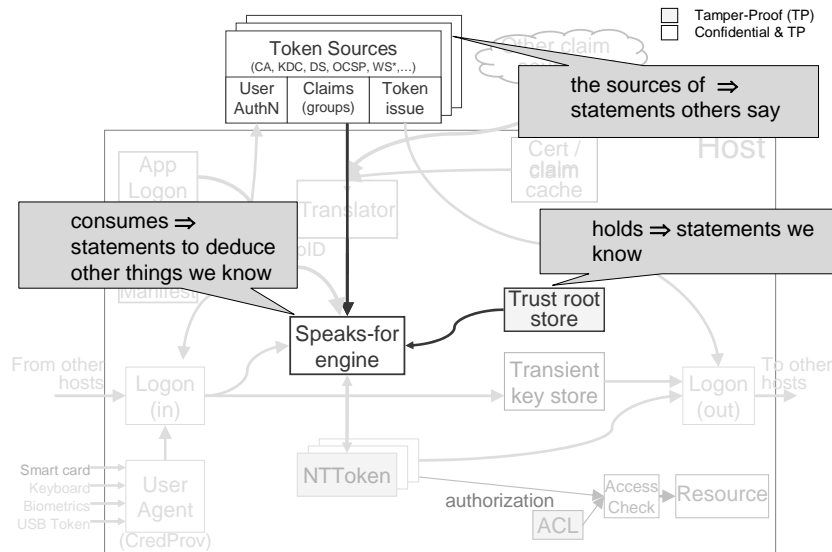 Tamper-Proof (TP)
Confidential & TP
Token Sources
(CA, KDC, DS, OCSP, WS*,…)
User AuthN
Claims (groups)
Token issue
Other claim
the sources of ⇒
statements others say
Host
App
Logon
Cert /
claim
cache
Translator
consumes ⇒
statements to deduce
other things we know
holds ⇒ statements we
know
pID
Manifest
Trust root
store
Speaks-for
engine
From other
hosts
To other
hosts
Logon
(in)
Transient
key store
Logon
(out)
Smart card
Keyboard
Biometrics
USB Token
User
Agent
(CredProv)
NTToken
authorization
ACL
Access
Check
Resource